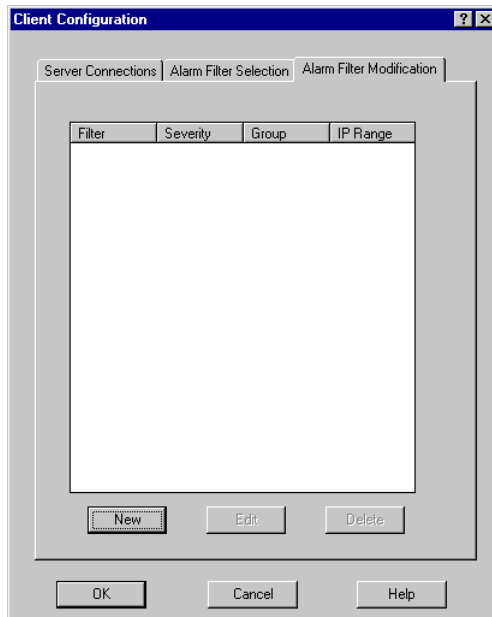 Client Configuration ? X
Server Connections Alarm Filter Selection Alarm Filter Modification
Filter Severity Group IP Range
New Edit Delete
OK Cancel Help